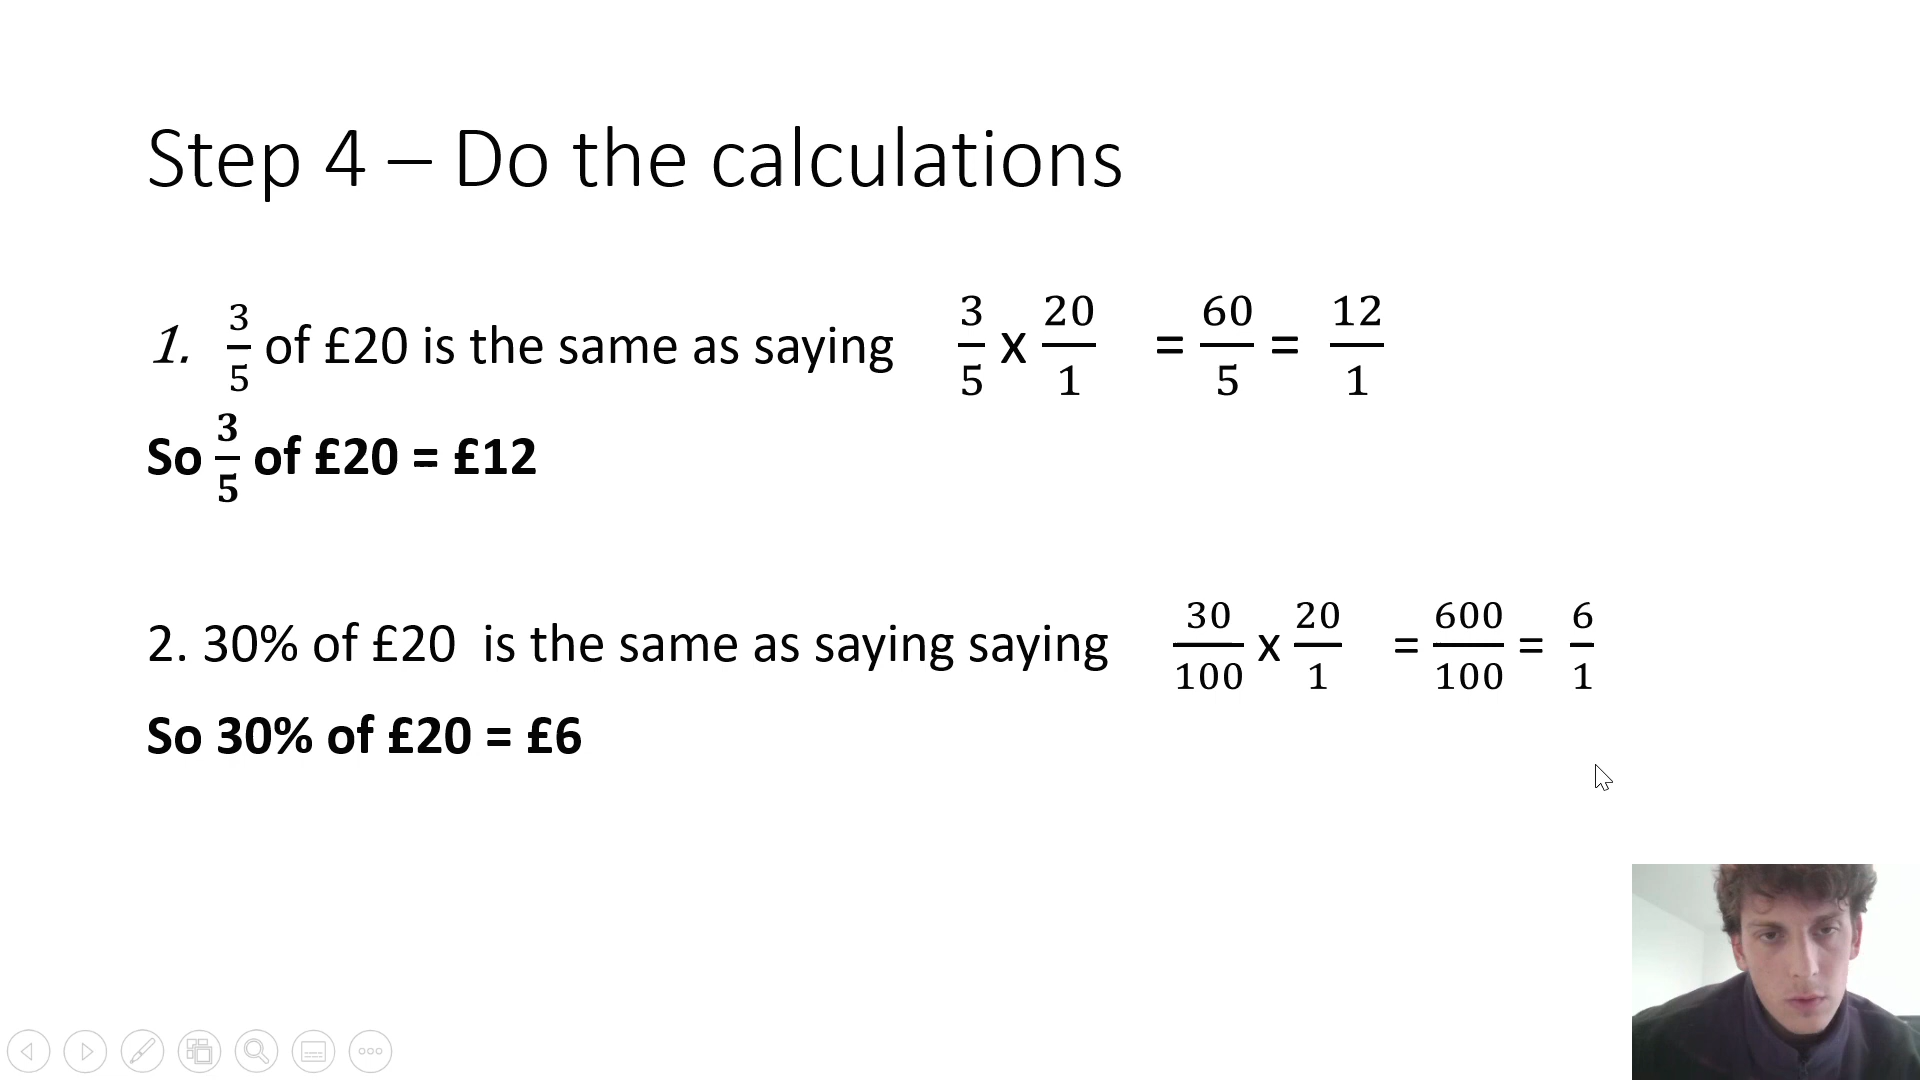 Step 4 – Do the calculations
1. 3/5 of £20 is the same as saying 3/5 x 20/1 = 60/5 = 12/1
So 3/5 of £20 = £12
2. 30% of £20 is the same as saying saying 30/100 x 20/1 = 600/100 = 6/1
So 30% of £20 = £6